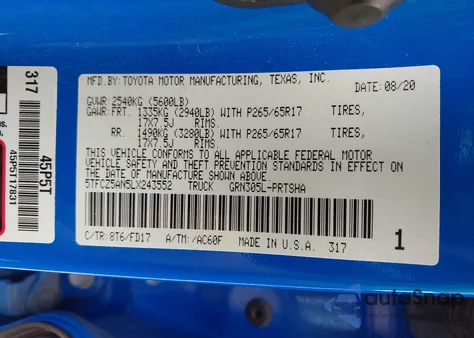 MFD.BY: TOYOTA MOTOR MANUFACTURING, TEXAS, INC.
DATE: 08/20
GVWR: 2540KG (5600LB)
GAWR: FRT. 1335KG (2940LB) WITH P265/65R17 TIRES,
17X7.5J RIMS.
RR. 1490KG (3280LB) WITH P265/65R17 TIRES,
17X7.5J RIMS.
THIS VEHICLE CONFORMS TO ALL APPLICABLE FEDERAL MOTOR
VEHICLE SAFETY AND THEFT PREVENTION STANDARDS IN EFFECT ON
THE DATE OF MANUFACTURE SHOWN ABOVE.
5TFCZ5AN5LX243552 TRUCK GRN305L-PRTSHA
C/TR: 8T6/FD17 A/TM: /AC60F MADE IN U.S.A. 317
1
317
45P5T
45P5T17831
autoSnap